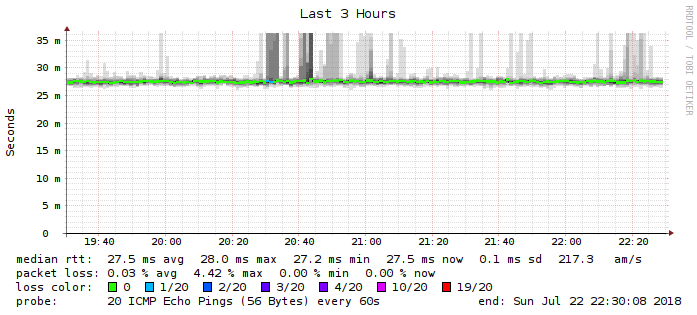 Last 3 Hours
RRDTOOL / TOBI OETIKER
Seconds
35 m
30 m
25 m
20 m
15 m
10 m
5 m
0
19:40 20:00 20:20 20:40 21:00 21:20 21:40 22:00 22:20
median rtt: 27.5 ms avg 28.0 ms max 27.2 ms min 27.5 ms now 0.1 ms sd 217.3 am/s
packet loss: 0.03 % avg 4.42 % max 0.00 % min 0.00 % now
loss color: 0 1/20 2/20 3/20 4/20 10/20 19/20
probe: 20 ICMP Echo Pings (56 Bytes) every 60s end: Sun Jul 22 22:30:08 2018